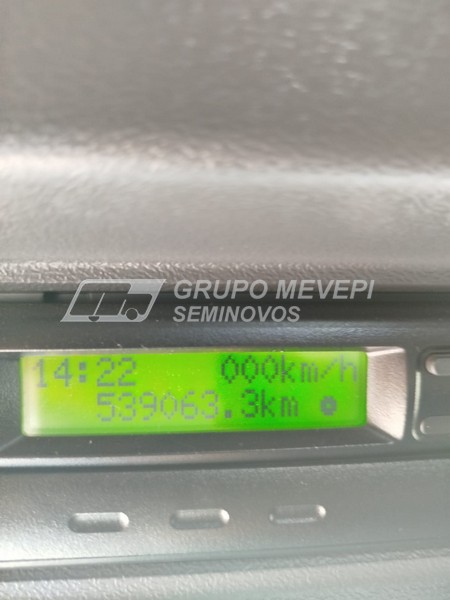 GRUPO MEVEPI
SEMINOVOS
14:22 000km/h
539063.3km